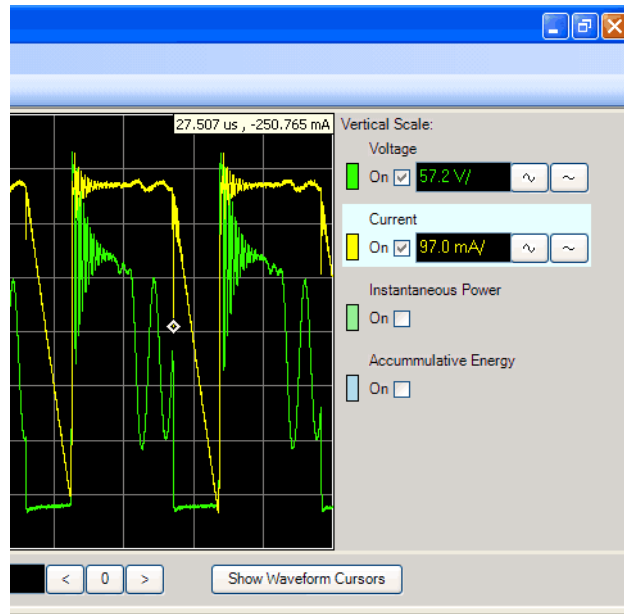 27.507 us , -250.765 mA
Vertical Scale:
Voltage
On 57.2 V/
Current
On 97.0 mA/
Instantaneous Power
On
Accummulative Energy
On
< 0 > Show Waveform Cursors